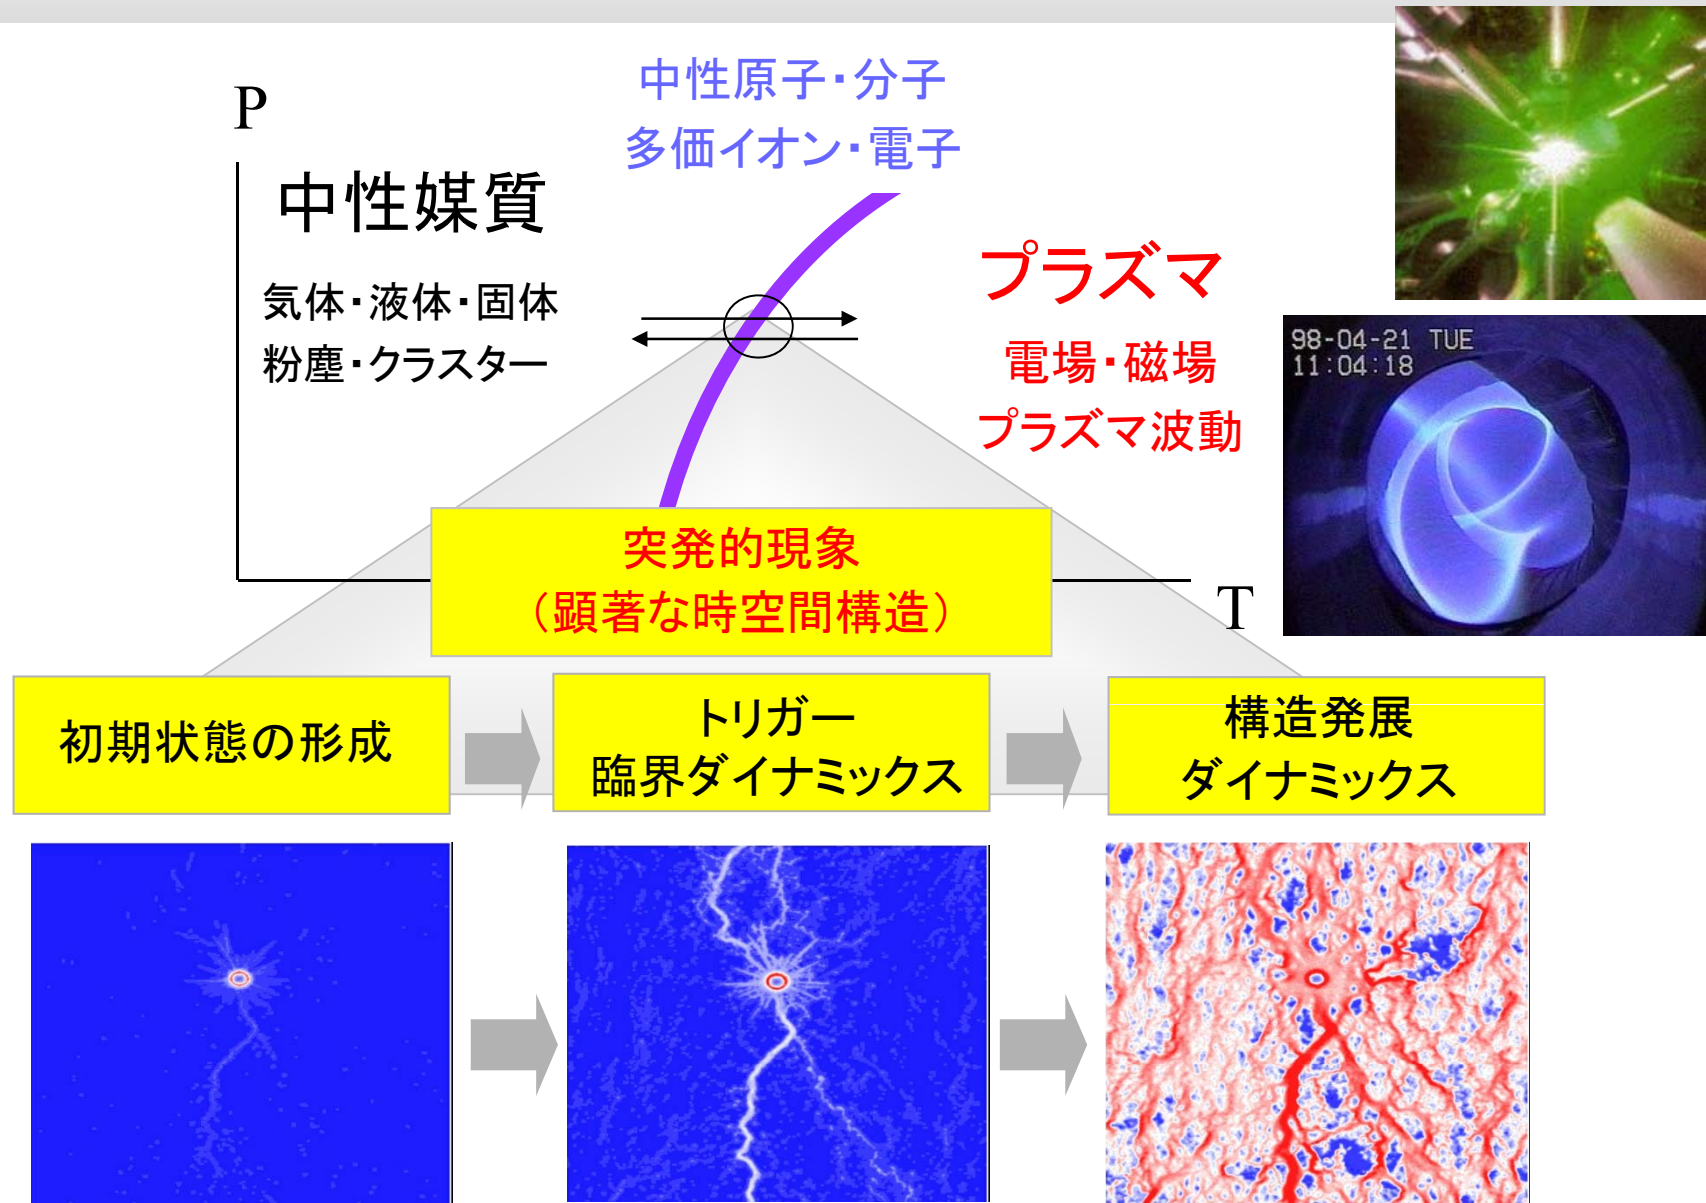 P
中性原子・分子
多価イオン・電子
中性媒質
気体・液体・固体
粉塵・クラスター
プラズマ
電場・磁場
プラズマ波動
98-04-21 TUE
11:04:18
突発的現象
（顕著な時空間構造）
T
初期状態の形成
トリガー
臨界ダイナミックス
構造発展
ダイナミックス